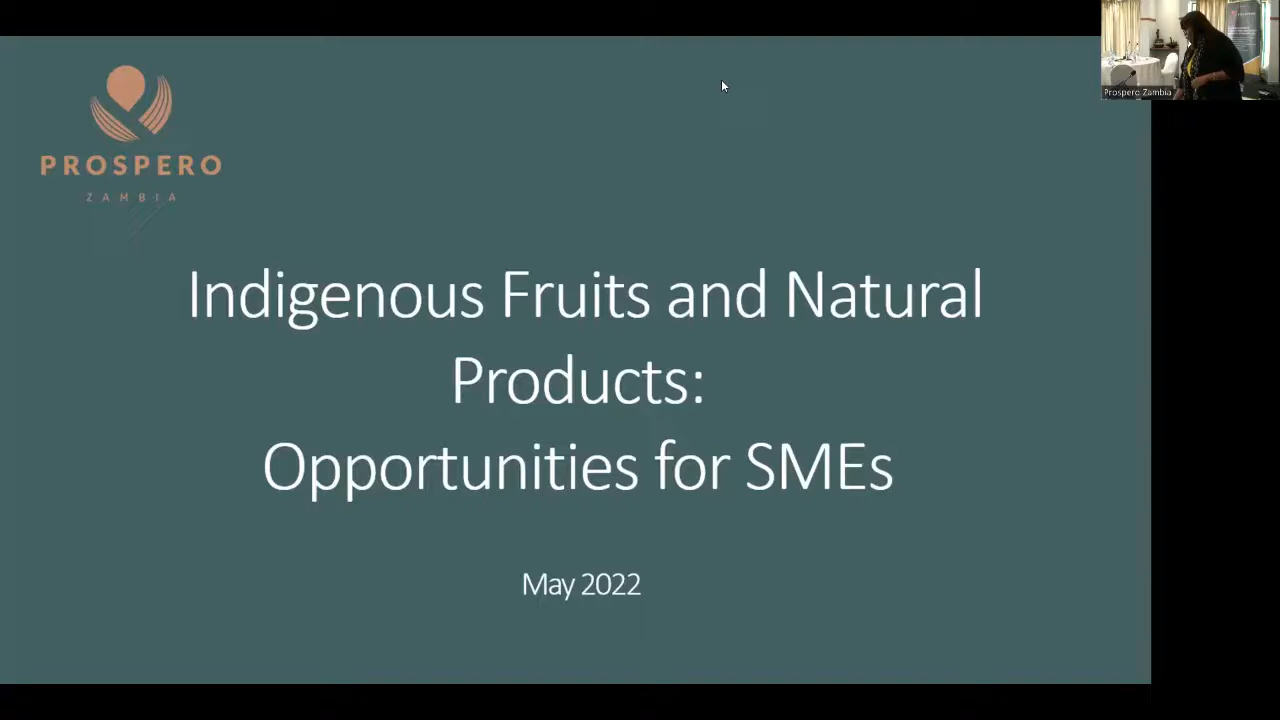 PROSPERO
ZAMBIA
Indigenous Fruits and Natural
Products:
Opportunities for SMEs
May 2022
Prospero Zambia